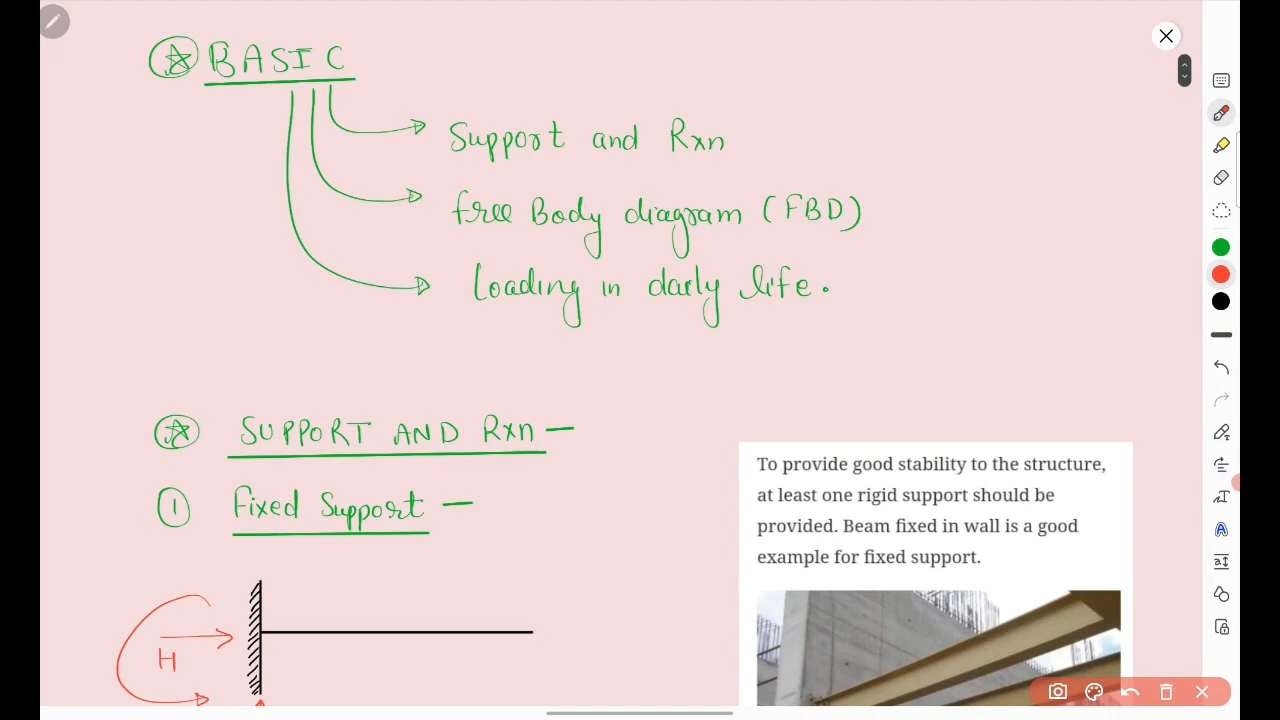 BASIC
Support and Rxn
free Body diagram (FBD)
loading in daily life.
SUPPORT AND Rxn —
① Fixed Support —
To provide good stability to the structure,
at least one rigid support should be
provided. Beam fixed in wall is a good
example for fixed support.
H